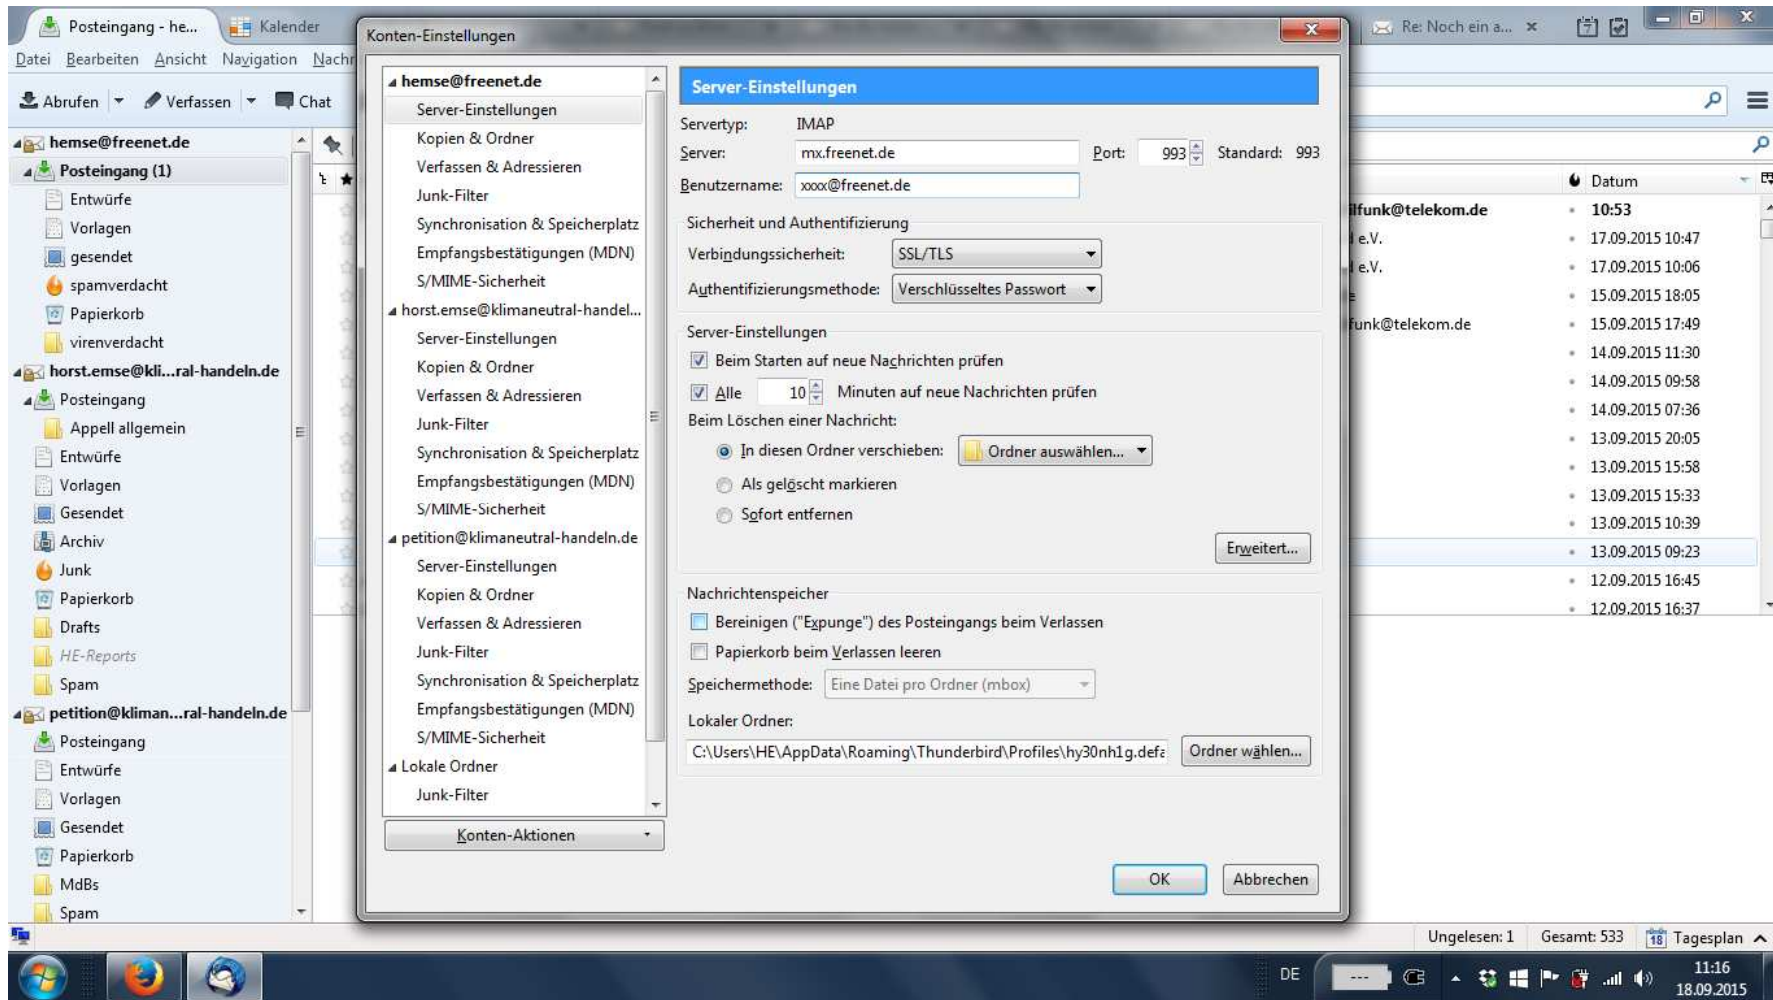 Posteingang - he...
Kalender
Re: Noch ein a...
Datei Bearbeiten Ansicht Navigation Nachr
Abrufen Verfassen Chat
hemse@freenet.de
Posteingang (1)
Entwürfe
Vorlagen
gesendet
spamverdacht
Papierkorb
virenverdacht
horst.emse@kli...ral-handeln.de
Posteingang
Appell allgemein
Entwürfe
Vorlagen
Gesendet
Archiv
Junk
Papierkorb
Drafts
HE-Reports
Spam
petition@kliman...ral-handeln.de
Posteingang
Entwürfe
Vorlagen
Gesendet
Papierkorb
MdBs
Spam
Konten-Einstellungen
hemse@freenet.de
Server-Einstellungen
Kopien & Ordner
Verfassen & Adressieren
Junk-Filter
Synchronisation & Speicherplatz
Empfangsbestätigungen (MDN)
S/MIME-Sicherheit
horst.emse@klimaneutral-handel...
Server-Einstellungen
Kopien & Ordner
Verfassen & Adressieren
Junk-Filter
Synchronisation & Speicherplatz
Empfangsbestätigungen (MDN)
S/MIME-Sicherheit
petition@klimaneutral-handeln.de
Server-Einstellungen
Kopien & Ordner
Verfassen & Adressieren
Junk-Filter
Synchronisation & Speicherplatz
Empfangsbestätigungen (MDN)
S/MIME-Sicherheit
Lokale Ordner
Junk-Filter
Konten-Aktionen
Server-Einstellungen
Servertyp: IMAP
Server: mx.freenet.de Port: 993 Standard: 993
Benutzername: xxxx@freenet.de
Sicherheit und Authentifizierung
Verbindungssicherheit: SSL/TLS
Authentifizierungsmethode: Verschlüsseltes Passwort
Server-Einstellungen
Beim Starten auf neue Nachrichten prüfen
Alle 10 Minuten auf neue Nachrichten prüfen
Beim Löschen einer Nachricht:
In diesen Ordner verschieben: Ordner auswählen...
Als gelöscht markieren
Sofort entfernen
Erweitert...
Nachrichtenspeicher
Bereinigen ("Expunge") des Posteingangs beim Verlassen
Papierkorb beim Verlassen leeren
Speichermethode: Eine Datei pro Ordner (mbox)
Lokaler Ordner:
C:\Users\HE\AppData\Roaming\Thunderbird\Profiles\hy30nh1g.defa Ordner wählen...
OK Abbrechen
Datum
ilfunk@telekom.de 10:53
e.V. 17.09.2015 10:47
e.V. 17.09.2015 10:06
15.09.2015 18:05
funk@telekom.de 15.09.2015 17:49
14.09.2015 11:30
14.09.2015 09:58
14.09.2015 07:36
13.09.2015 20:05
13.09.2015 15:58
13.09.2015 15:33
13.09.2015 10:39
13.09.2015 09:23
12.09.2015 16:45
12.09.2015 16:37
Ungelesen: 1 Gesamt: 533 18 Tagesplan
DE
11:16
18.09.2015